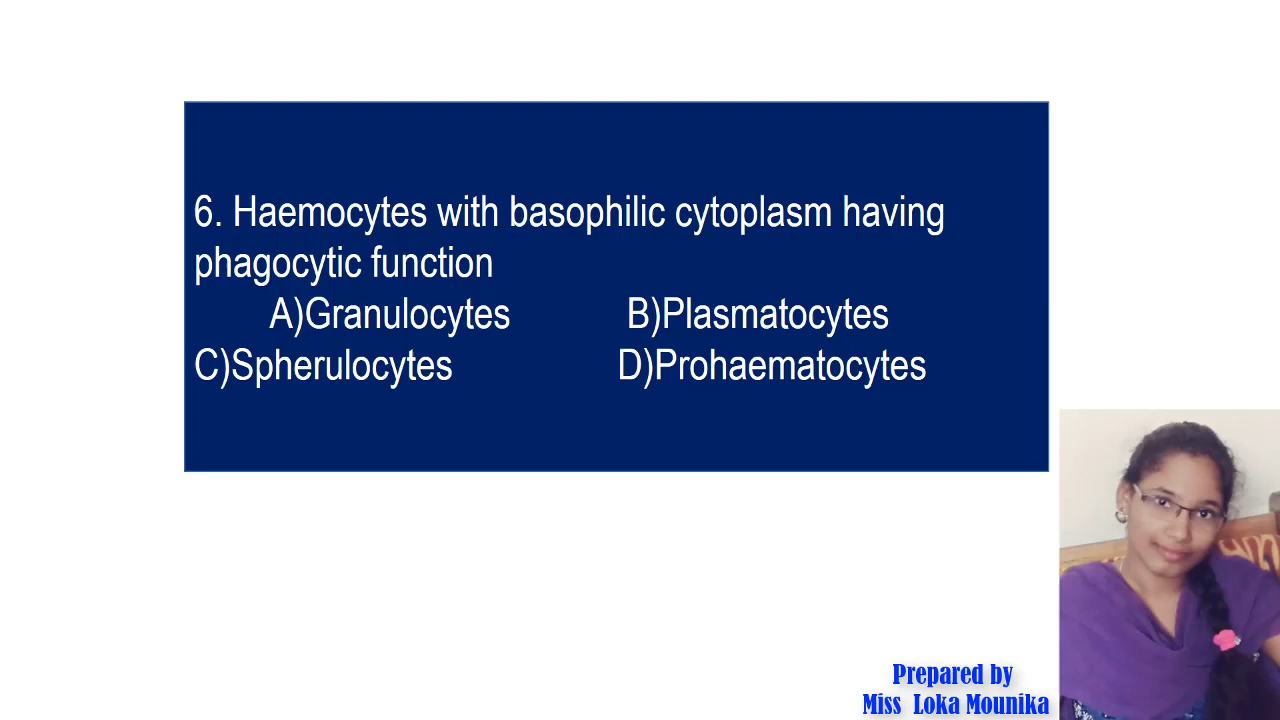 6. Haemocytes with basophilic cytoplasm having
phagocytic function
A)Granulocytes B)Plasmatocytes
C)Spherulocytes D)Prohaematocytes
Prepared by
Miss Loka Mounika